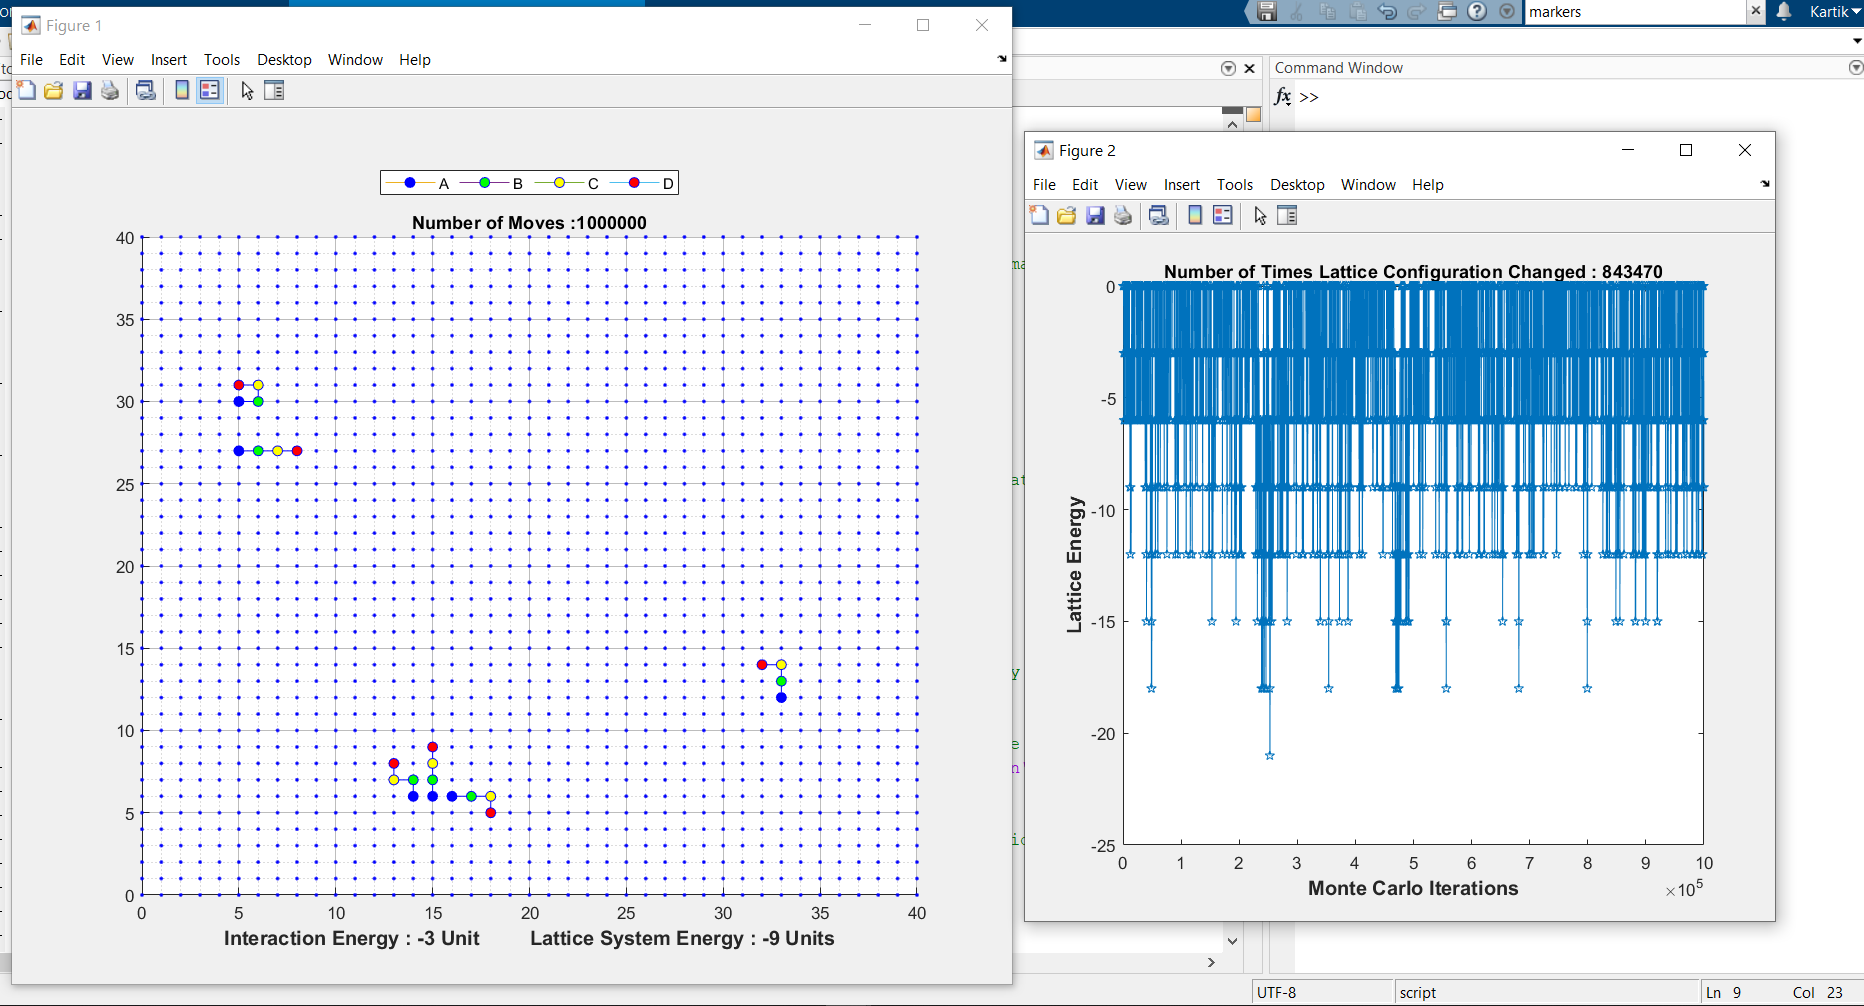 Figure 1
File Edit View Insert Tools Desktop Window Help
A B C D
Number of Moves :1000000
40
35
30
25
20
15
10
5
0
0 5 10 15 20 25 30 35 40
Interaction Energy : -3 Unit Lattice System Energy : -9 Units
markers
Kartik
Command Window
fx >>
ma
at
y
e
n'
ic
Figure 2
File Edit View Insert Tools Desktop Window Help
Number of Times Lattice Configuration Changed : 843470
0
-5
-10
-15
-20
-25
Lattice Energy
0 1 2 3 4 5 6 7 8 9 10
Monte Carlo Iterations
×10^5
UTF-8 script Ln 9 Col 23